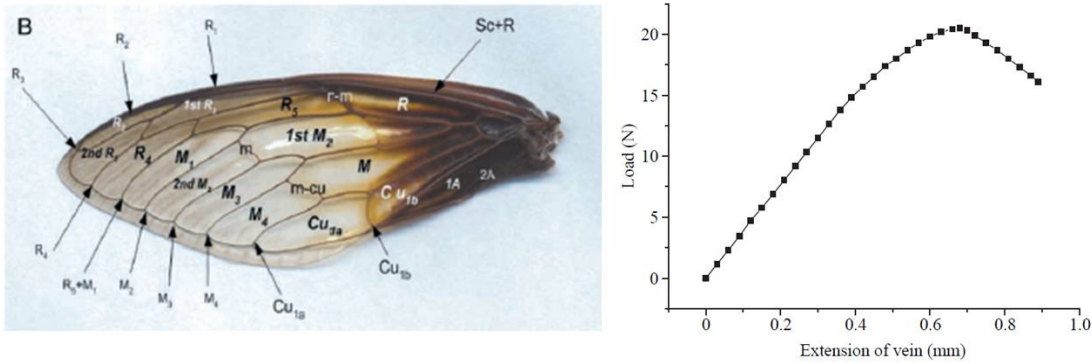 B
R1
Sc+R
R2
R3
1st R1
r-m
R
R5
R2
1st M2
2nd R1
R4
M1
m
M
2nd M2
M3
m-cu
Cu1b
1A
2A
M4
Cu1a
R4
R5+M1
M2
M3
M4
Cu1a
Cu1b
20
15
10
5
0
Load (N)
0
0.2
0.4
0.6
0.8
1.0
Extension of vein (mm)